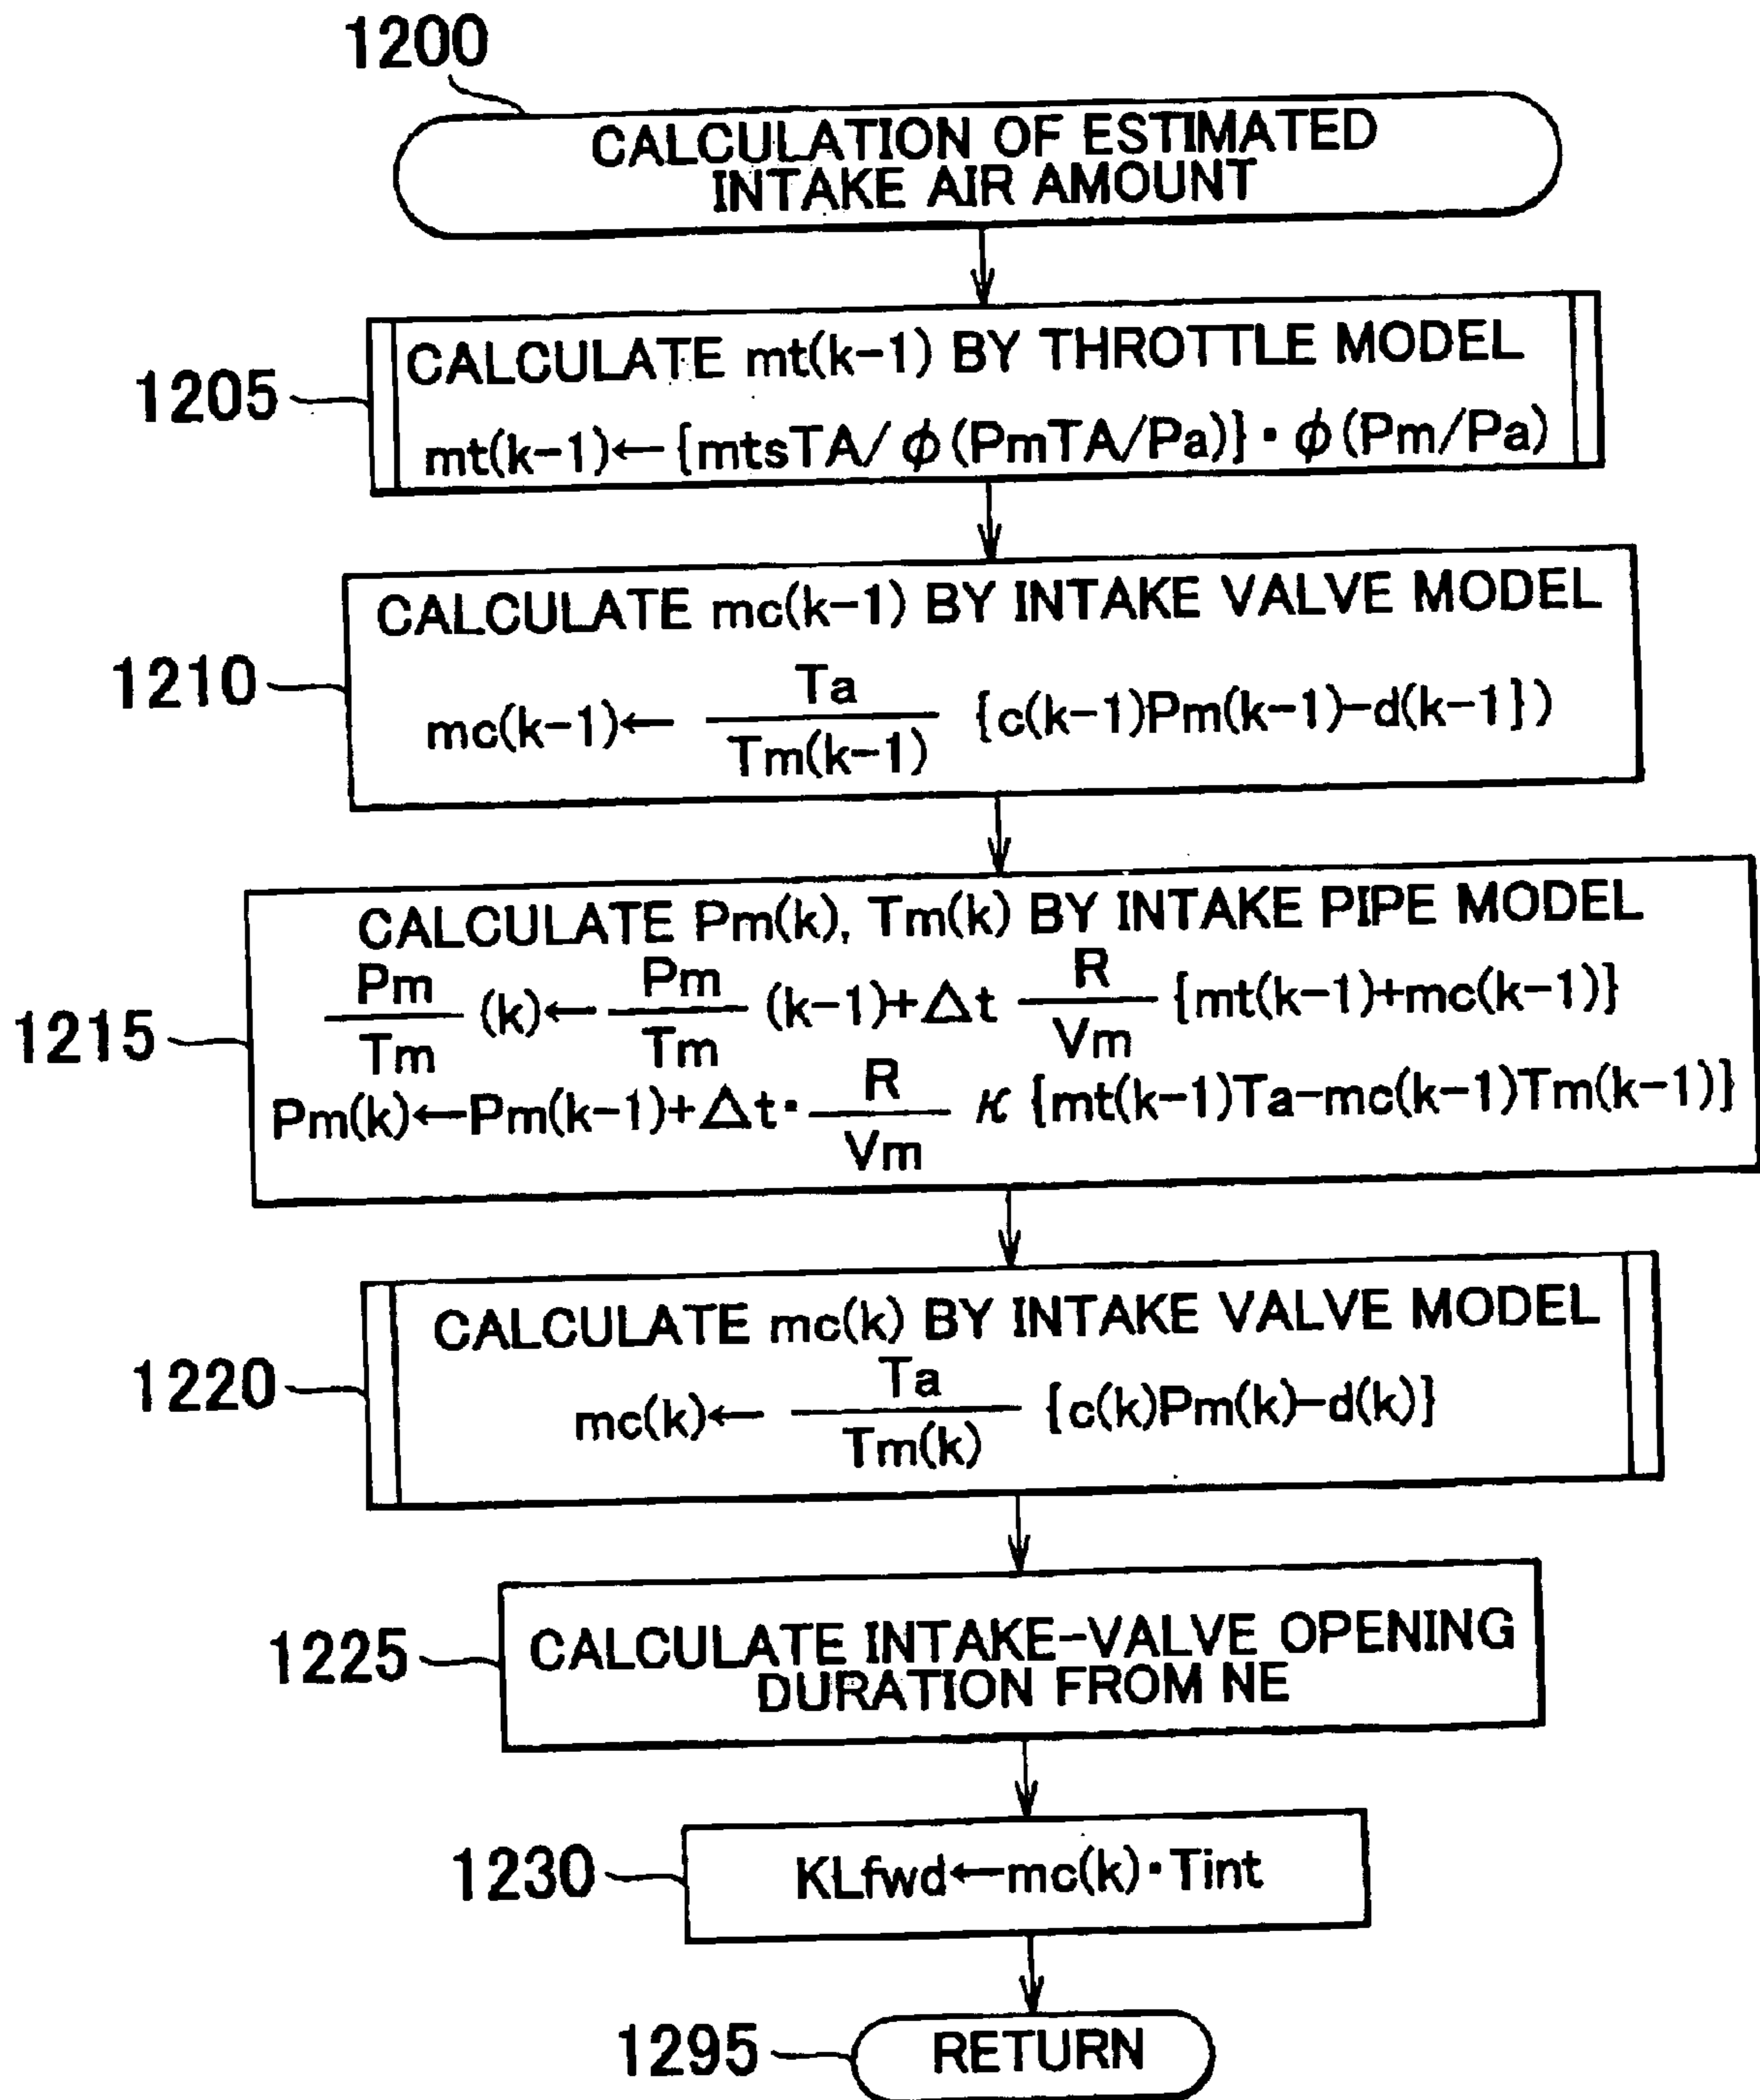 1200
CALCULATION OF ESTIMATED
INTAKE AIR AMOUNT
1205
CALCULATE mt(k-1) BY THROTTLE MODEL
mt(k-1)←{mtsTA/φ(PmTA/Pa)}・φ(Pm/Pa)
1210
CALCULATE mc(k-1) BY INTAKE VALVE MODEL
mc(k-1)← Ta/Tm(k-1) {c(k-1)Pm(k-1)-d(k-1})
1215
CALCULATE Pm(k), Tm(k) BY INTAKE PIPE MODEL
Pm/Tm (k)← Pm/Tm (k-1)+Δt R/Vm {mt(k-1)+mc(k-1)}
Pm(k)←Pm(k-1)+Δt・R/Vm κ {mt(k-1)Ta-mc(k-1)Tm(k-1)}
1220
CALCULATE mc(k) BY INTAKE VALVE MODEL
mc(k)← Ta/Tm(k) {c(k)Pm(k)-d(k)}
1225
CALCULATE INTAKE-VALVE OPENING
DURATION FROM NE
1230
KLfwd←mc(k)・Tint
1295
RETURN